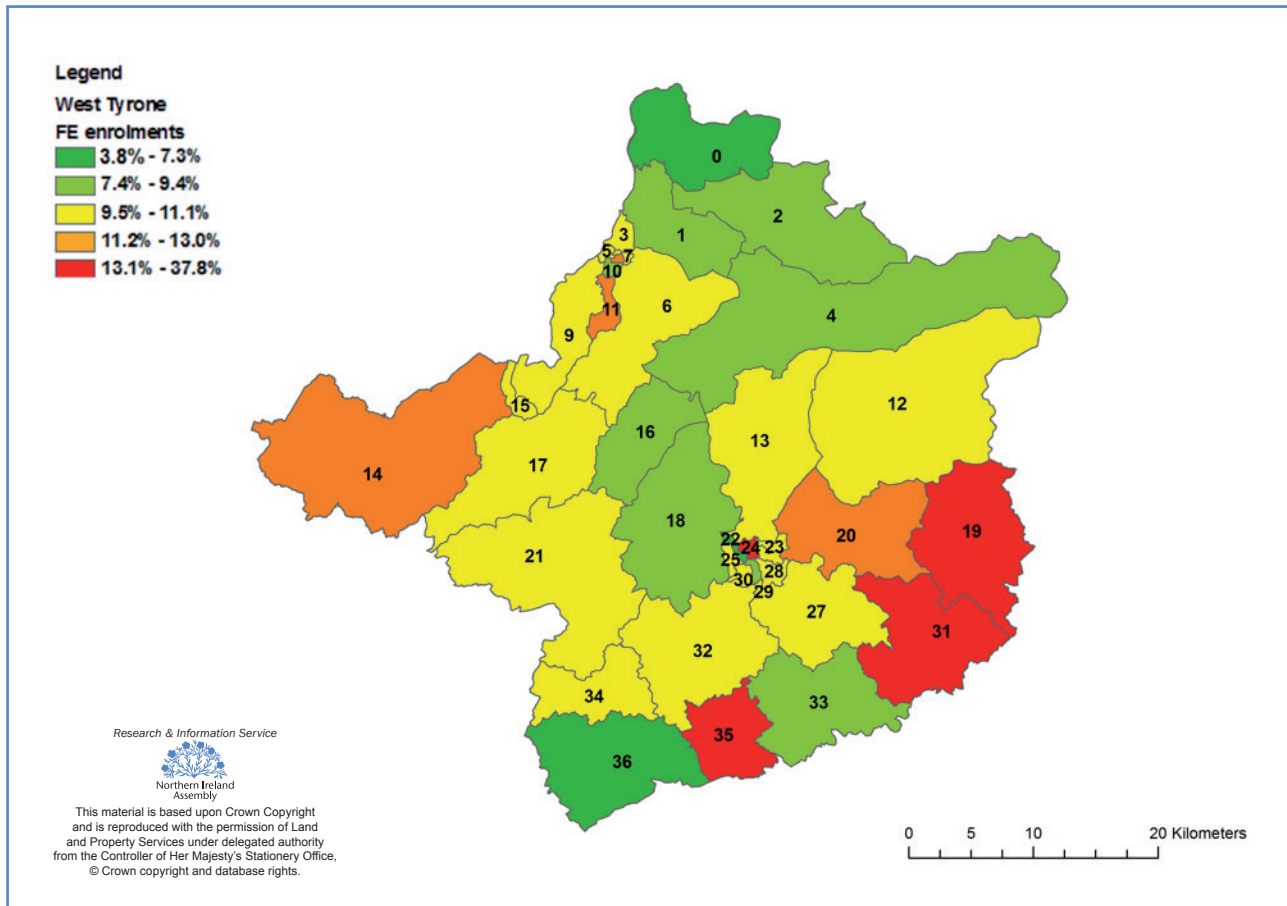 Legend
West Tyrone
FE enrolments
3.8% - 7.3%
7.4% - 9.4%
9.5% - 11.1%
11.2% - 13.0%
13.1% - 37.8%
0
2
1
3
5
7
10
6
11
9
4
12
15
16
13
14
17
18
19
20
22
24
23
21
25
28
30
29
27
31
32
34
33
35
36
Research & Information Service
Northern Ireland
Assembly
This material is based upon Crown Copyright
and is reproduced with the permission of Land
and Property Services under delegated authority
from the Controller of Her Majesty's Stationery Office,
© Crown copyright and database rights.
0 5 10 20 Kilometers